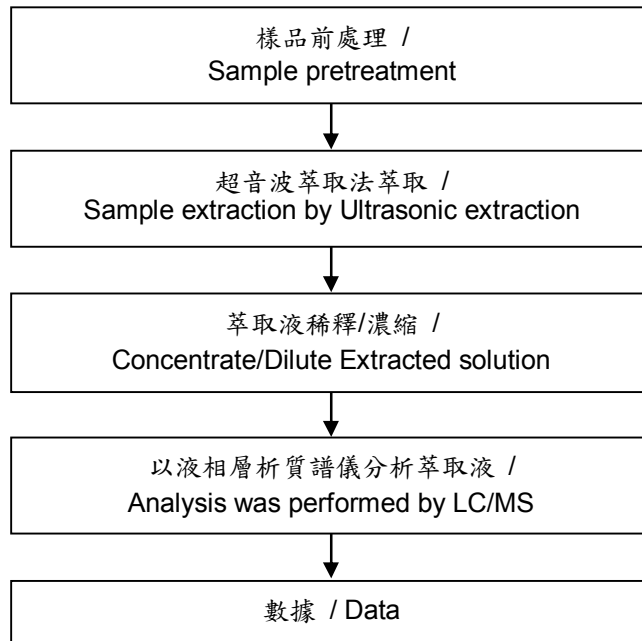 樣品前處理 /
Sample pretreatment
超音波萃取法萃取 /
Sample extraction by Ultrasonic extraction
萃取液稀釋/濃縮 /
Concentrate/Dilute Extracted solution
以液相層析質譜儀分析萃取液 /
Analysis was performed by LC/MS
數據 / Data